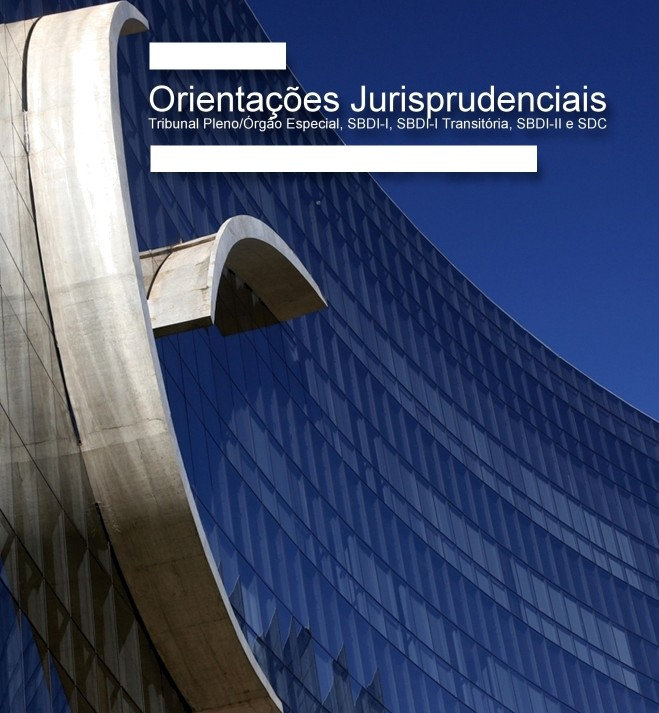 Orientações Jurisprudenciais
Tribunal Pleno/Órgão Especial, SBDI-I, SBDI-I Transitória, SBDI-II e SDC